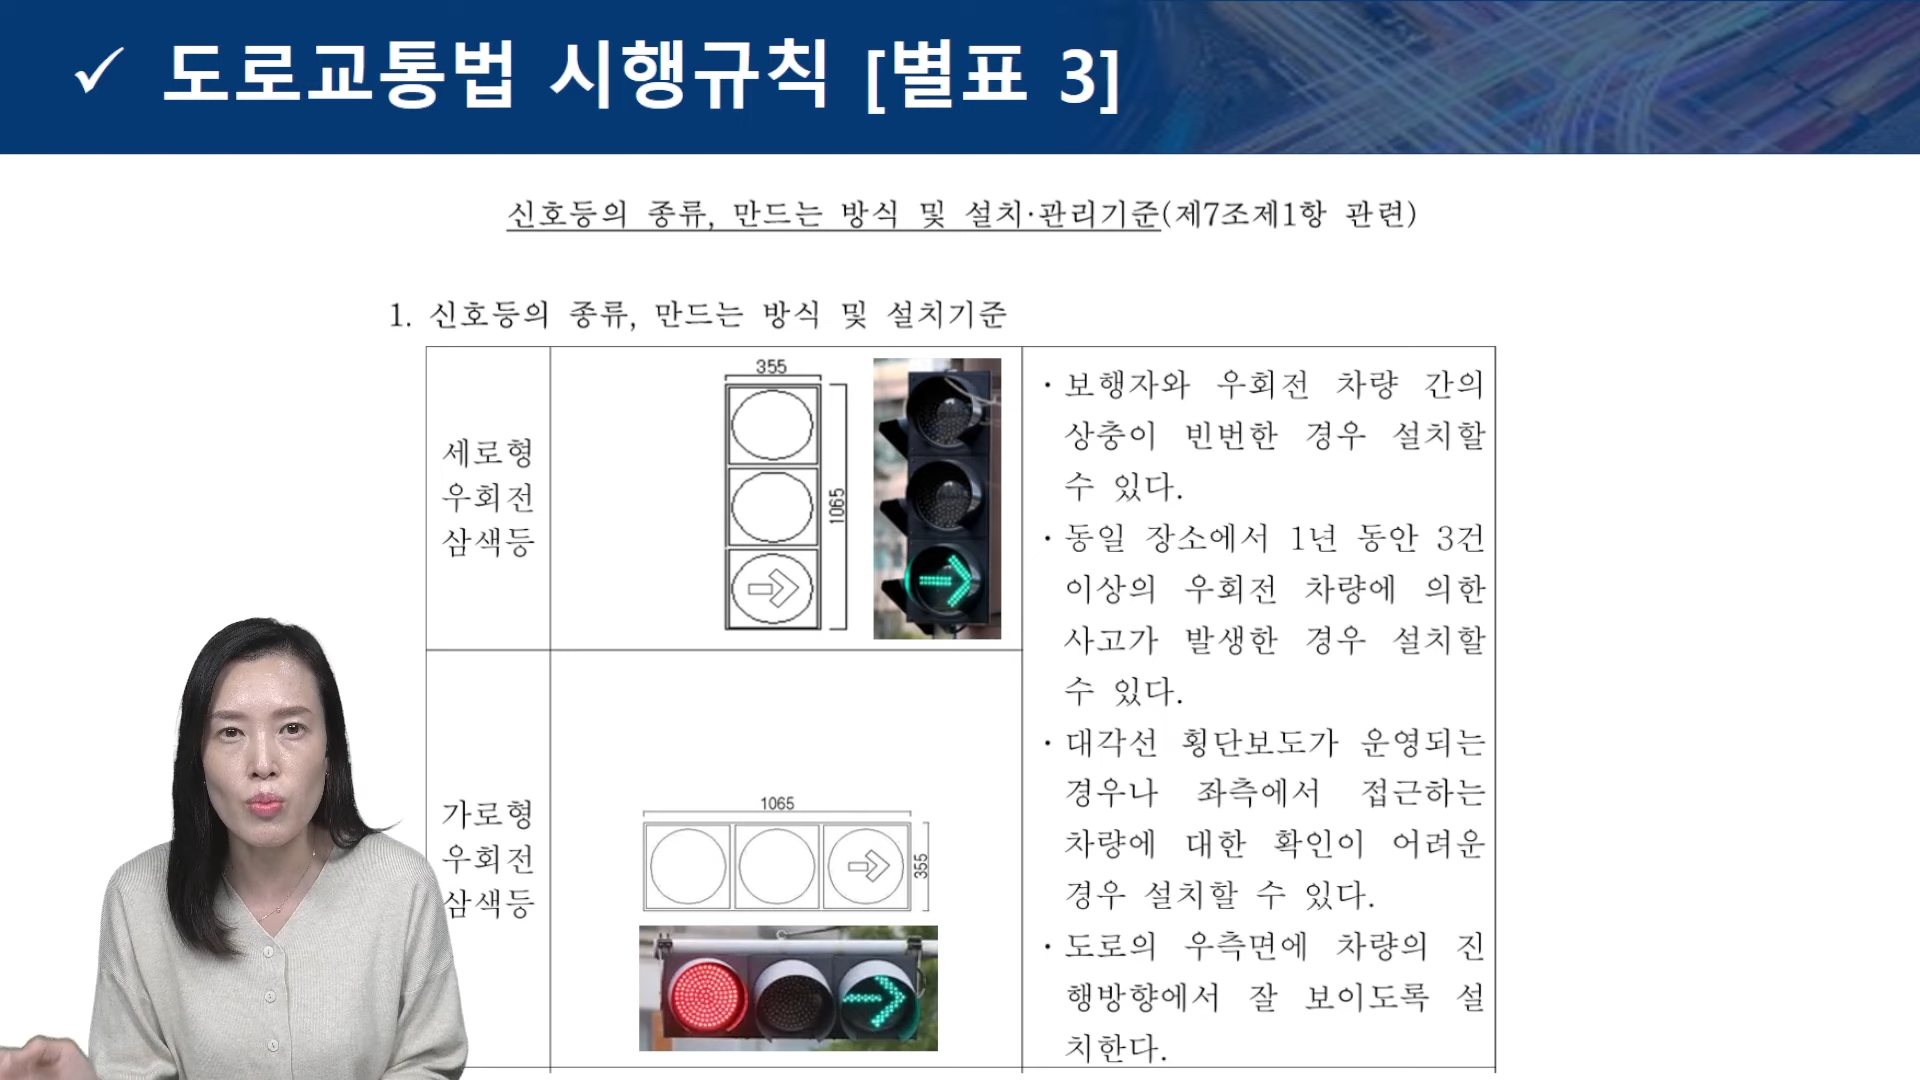 ✓ 도로교통법 시행규칙 [별표 3]
신호등의 종류, 만드는 방식 및 설치·관리기준(제7조제1항 관련)
1. 신호등의 종류, 만드는 방식 및 설치기준
세로형
우회전
삼색등
355
1065
· 보행자와 우회전 차량 간의
상충이 빈번한 경우 설치할
수 있다.
· 동일 장소에서 1년 동안 3건
이상의 우회전 차량에 의한
사고가 발생한 경우 설치할
수 있다.
· 대각선 횡단보도가 운영되는
경우나 좌측에서 접근하는
차량에 대한 확인이 어려운
경우 설치할 수 있다.
· 도로의 우측면에 차량의 진
행방향에서 잘 보이도록 설
치한다.
가로형
우회전
삼색등
1065
355